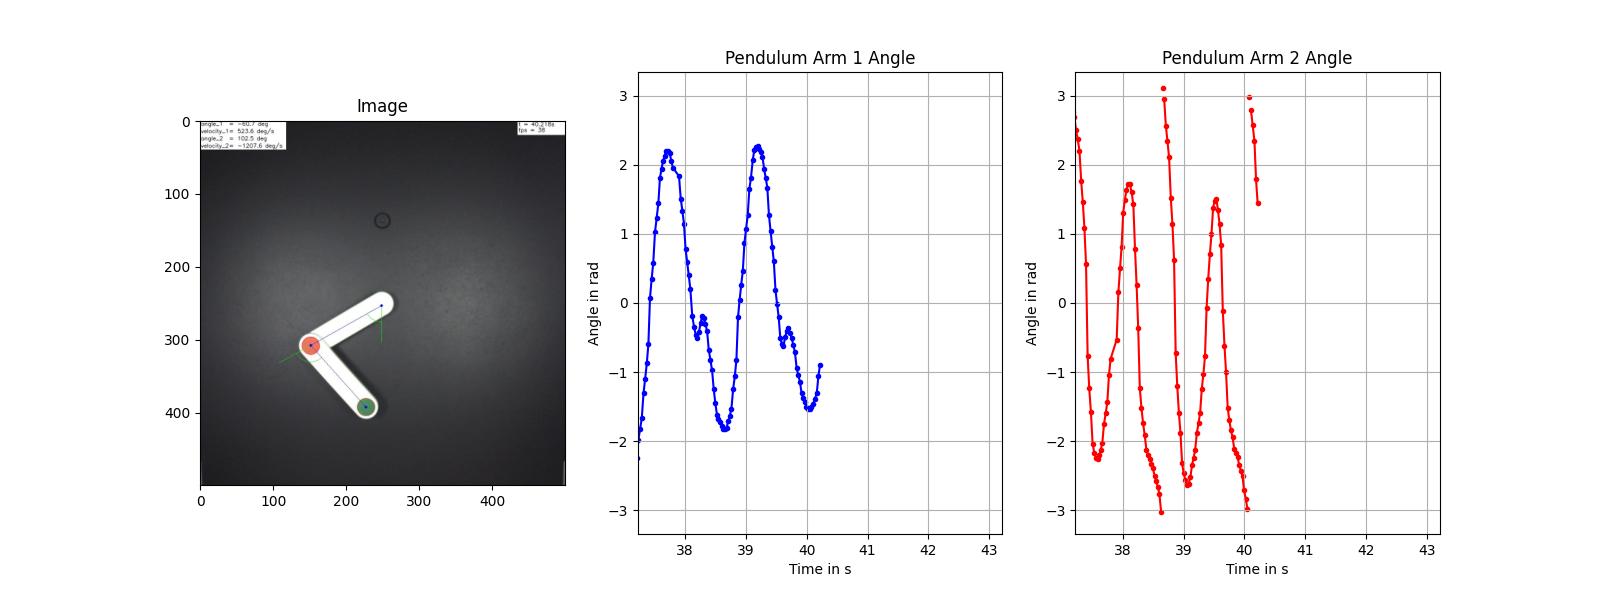 Image
angle_1 = -60.7 deg
velocity_1= 523.6 deg/s
angle_2 = 102.5 deg
velocity_2= -1207.6 deg/s
t = 40.218s
fps = 38
0
100
200
300
400
0 100 200 300 400
Pendulum Arm 1 Angle
Angle in rad
3
2
1
0
−1
−2
−3
38 39 40 41 42 43
Time in s
Pendulum Arm 2 Angle
Angle in rad
3
2
1
0
−1
−2
−3
38 39 40 41 42 43
Time in s